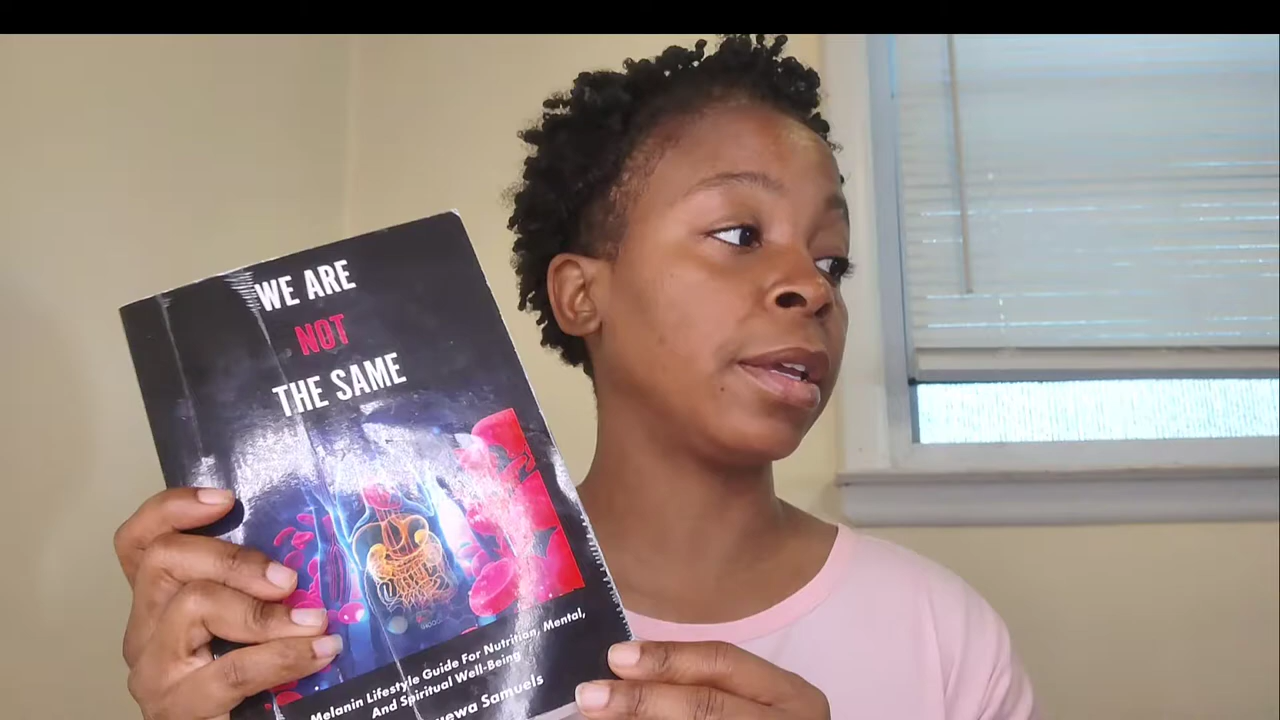 WE ARE
NOT
THE SAME
Melanin Lifestyle Guide For Nutrition, Mental,
And Spiritual Well-Being
Samuels